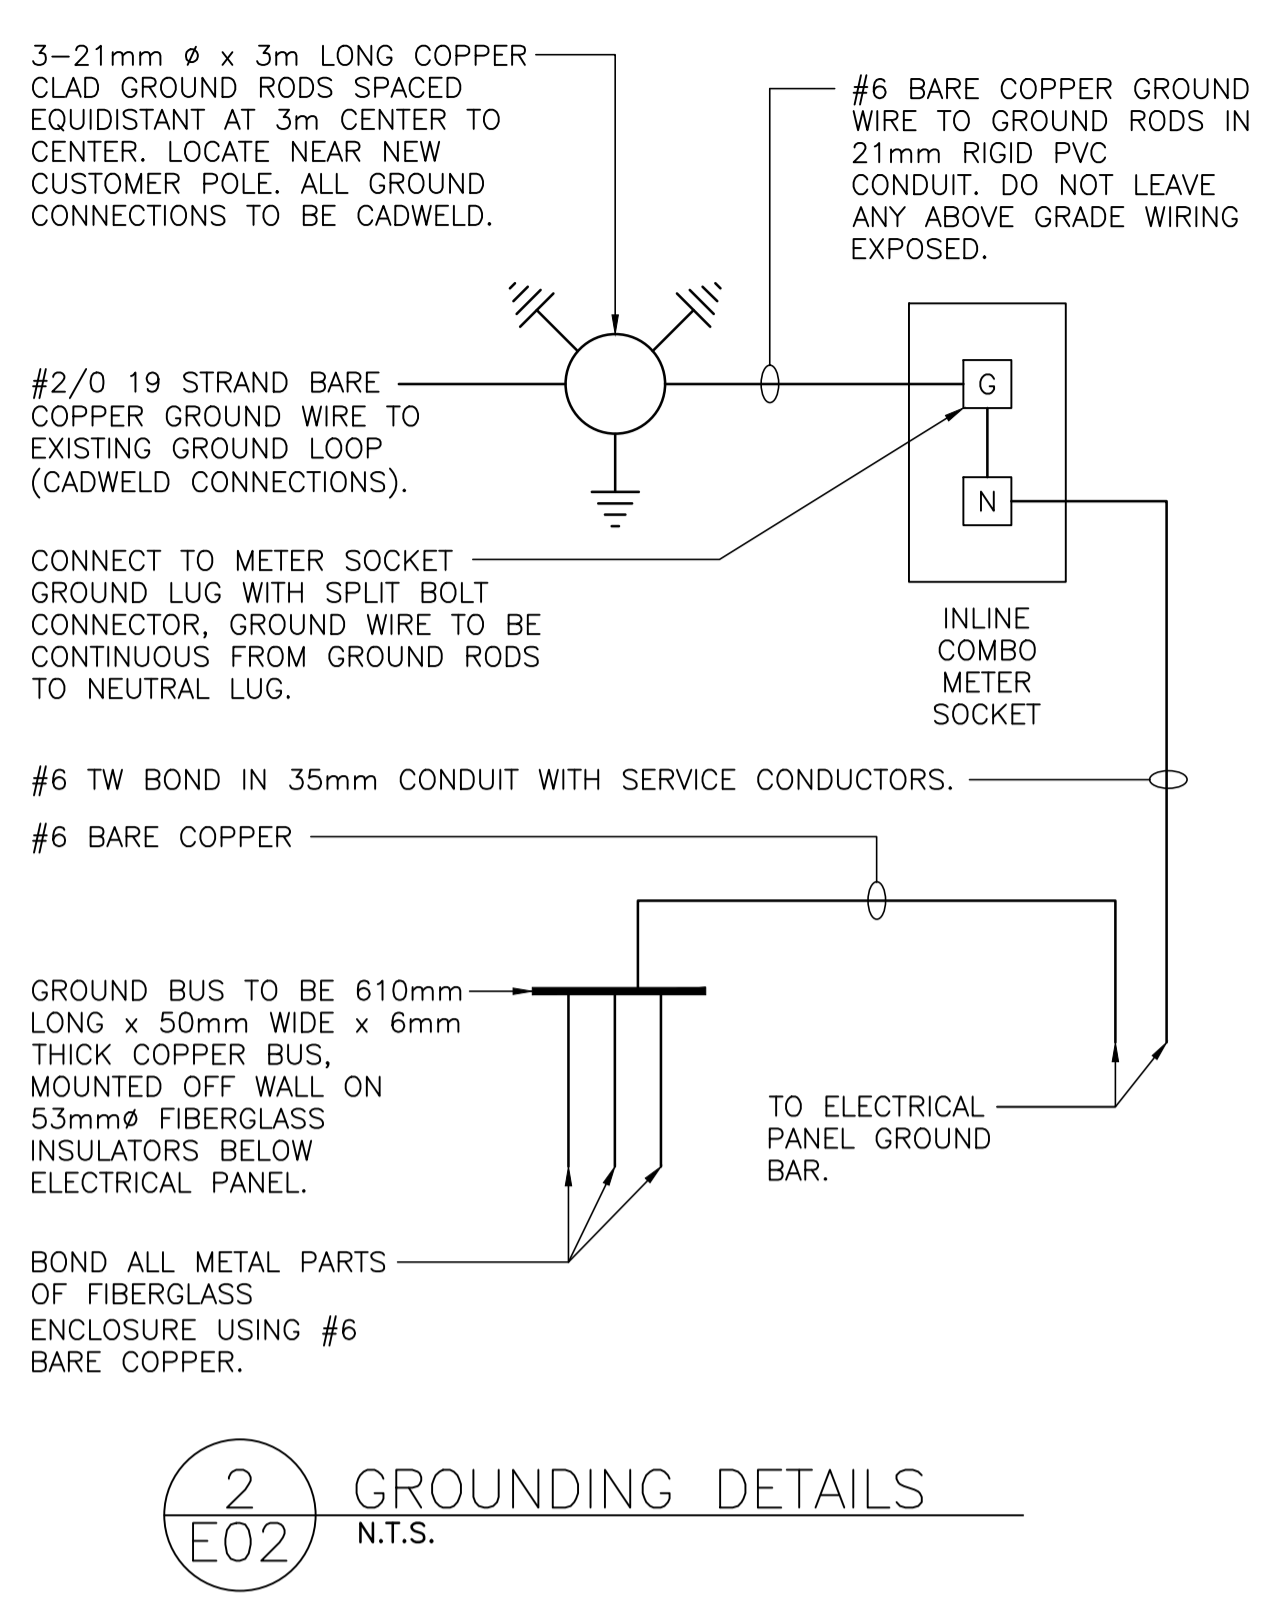 3-21mm ø x 3m LONG COPPER
CLAD GROUND RODS SPACED
EQUIDISTANT AT 3m CENTER TO
CENTER. LOCATE NEAR NEW
CUSTOMER POLE. ALL GROUND
CONNECTIONS TO BE CADWELD.
#6 BARE COPPER GROUND
WIRE TO GROUND RODS IN
21mm RIGID PVC
CONDUIT. DO NOT LEAVE
ANY ABOVE GRADE WIRING
EXPOSED.
#2/0 19 STRAND BARE
COPPER GROUND WIRE TO
EXISTING GROUND LOOP
(CADWELD CONNECTIONS).
G
N
CONNECT TO METER SOCKET
GROUND LUG WITH SPLIT BOLT
CONNECTOR, GROUND WIRE TO BE
CONTINUOUS FROM GROUND RODS
TO NEUTRAL LUG.
INLINE
COMBO
METER
SOCKET
#6 TW BOND IN 35mm CONDUIT WITH SERVICE CONDUCTORS.
#6 BARE COPPER
GROUND BUS TO BE 610mm
LONG x 50mm WIDE x 6mm
THICK COPPER BUS,
MOUNTED OFF WALL ON
53mmø FIBERGLASS
INSULATORS BELOW
ELECTRICAL PANEL.
TO ELECTRICAL
PANEL GROUND
BAR.
BOND ALL METAL PARTS
OF FIBERGLASS
ENCLOSURE USING #6
BARE COPPER.
2
E02
GROUNDING DETAILS
N.T.S.